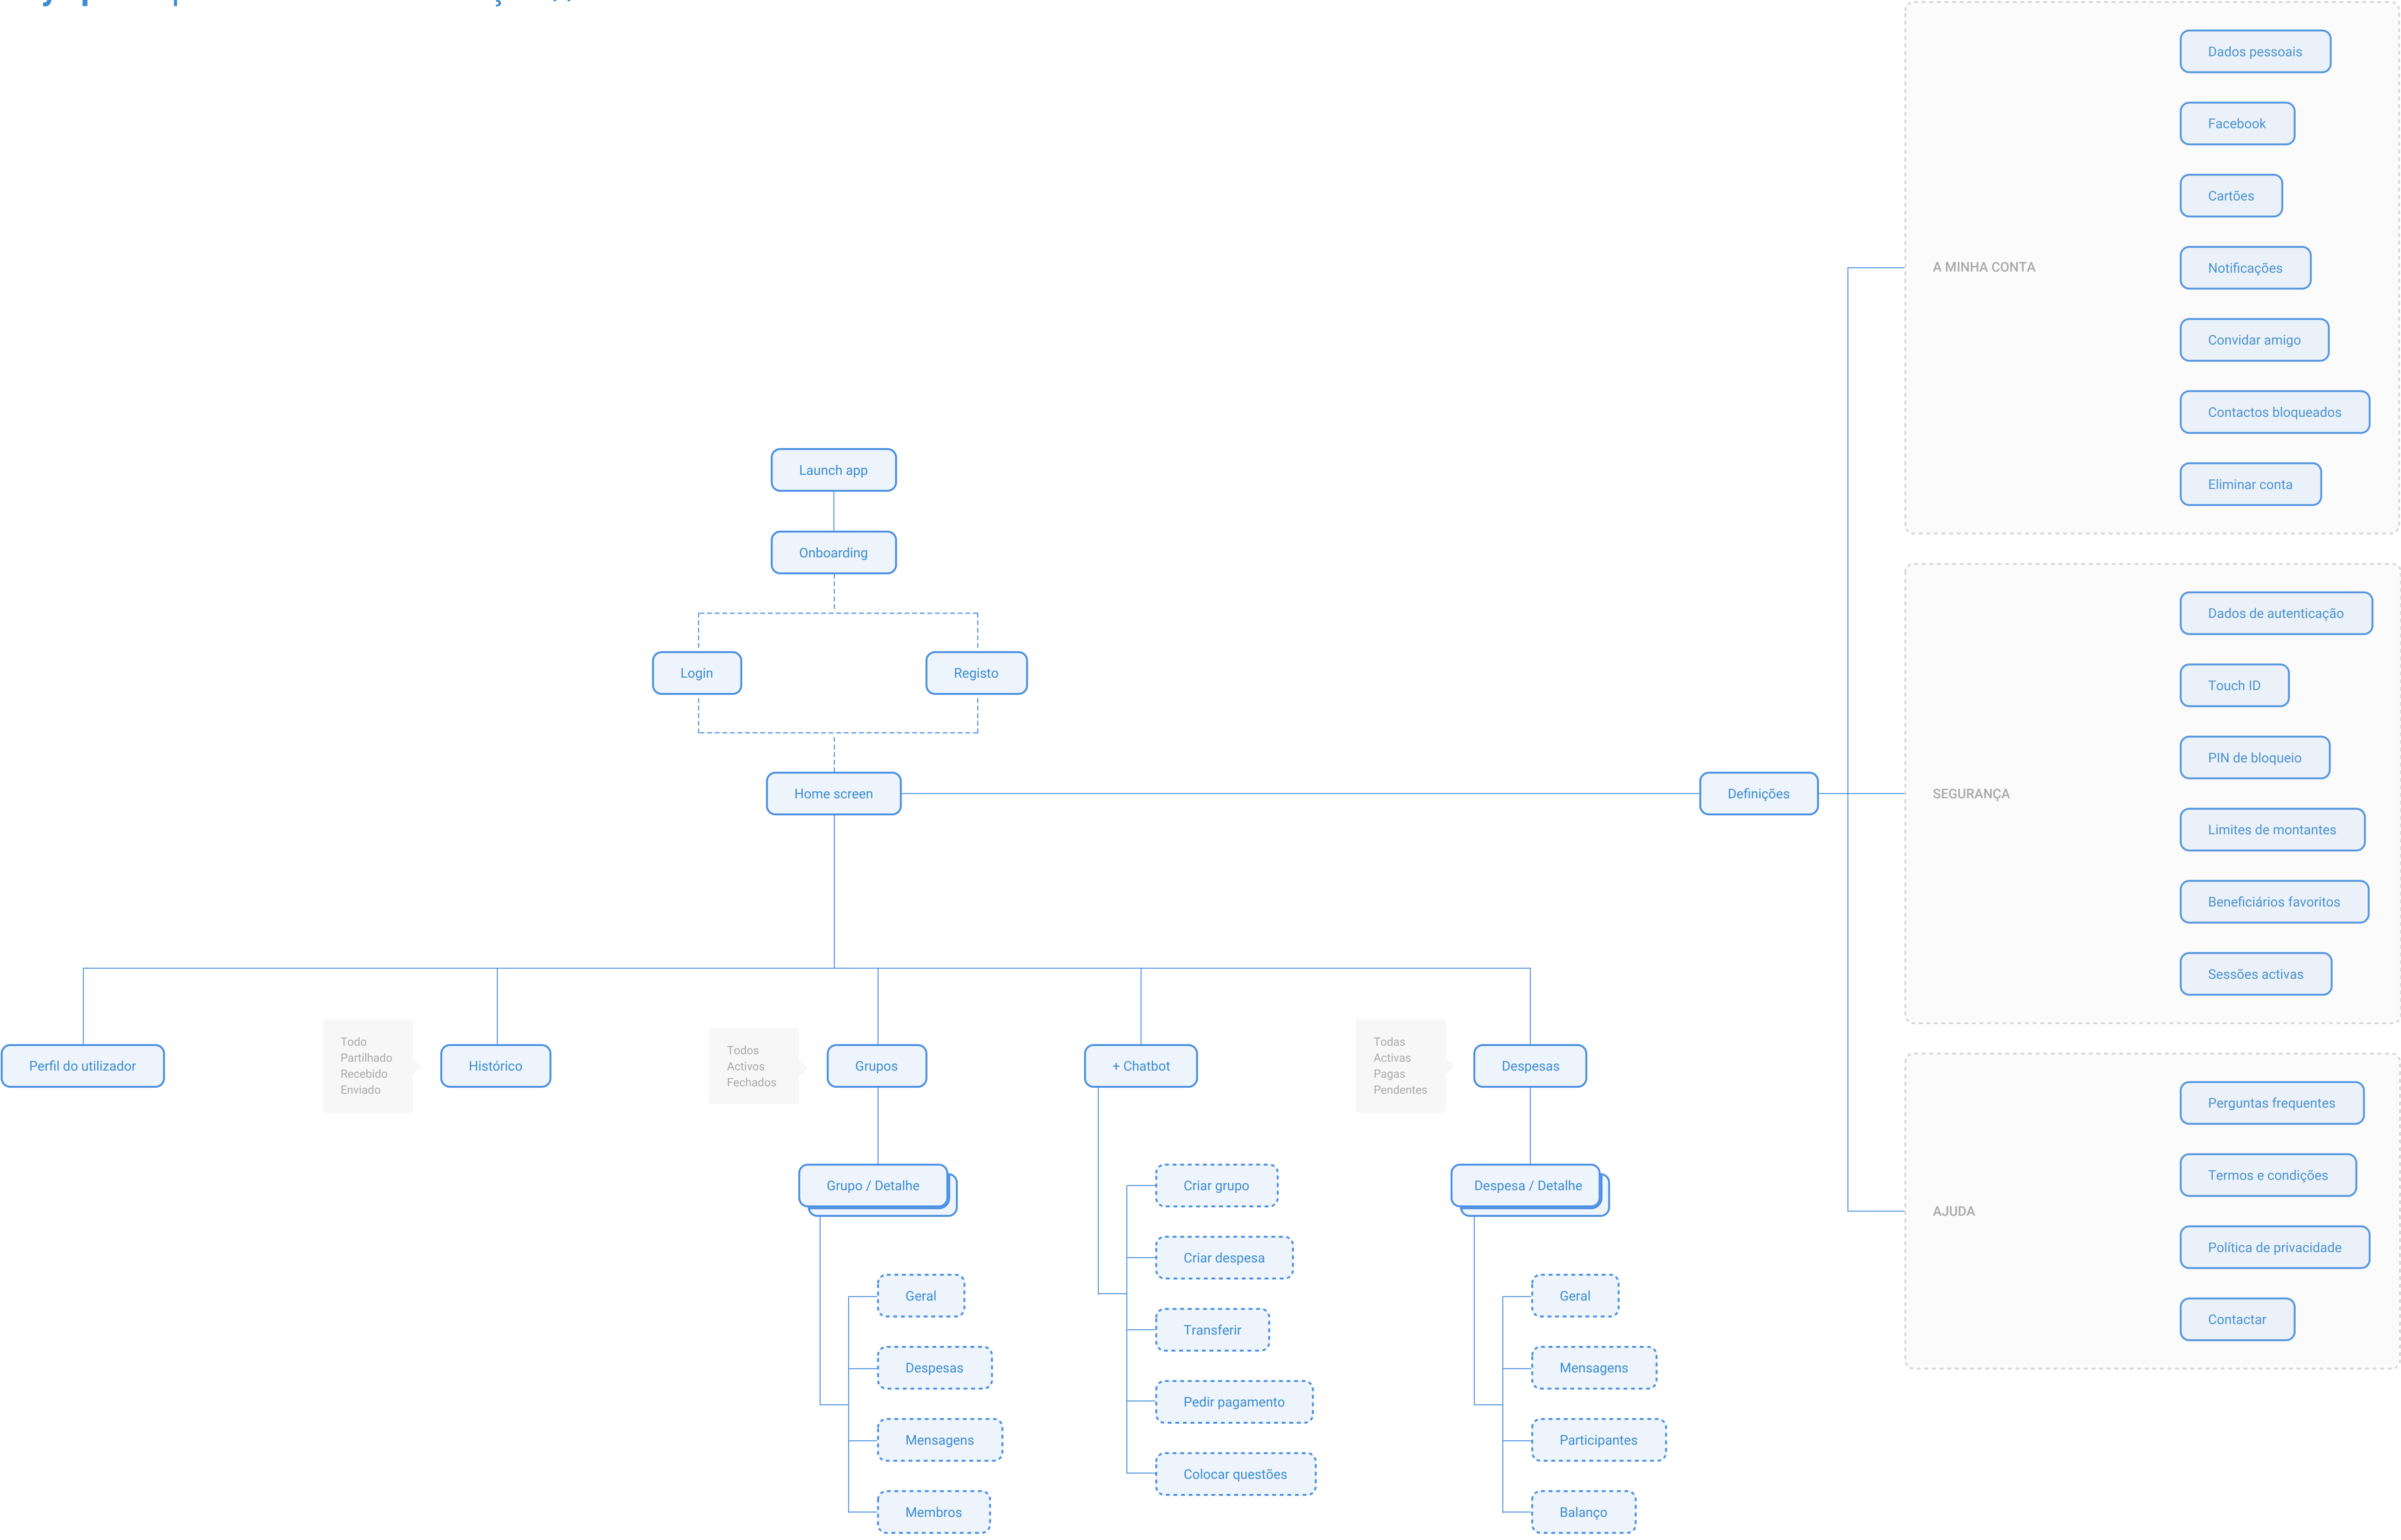 Dados pessoais
Facebook
Cartões
A MINHA CONTA
Notificações
Convidar amigo
Contactos bloqueados
Eliminar conta
Launch app
Onboarding
Login
Registo
Home screen
Definições
SEGURANÇA
Dados de autenticação
Touch ID
PIN de bloqueio
Limites de montantes
Beneficiários favoritos
Sessões activas
Perfil do utilizador
Todo
Partilhado
Recebido
Enviado
Histórico
Todos
Activos
Fechados
Grupos
+ Chatbot
Todas
Activas
Pagas
Pendentes
Despesas
Grupo / Detalhe
Geral
Despesas
Mensagens
Membros
Criar grupo
Criar despesa
Transferir
Pedir pagamento
Colocar questões
Despesa / Detalhe
Geral
Mensagens
Participantes
Balanço
AJUDA
Perguntas frequentes
Termos e condições
Política de privacidade
Contactar